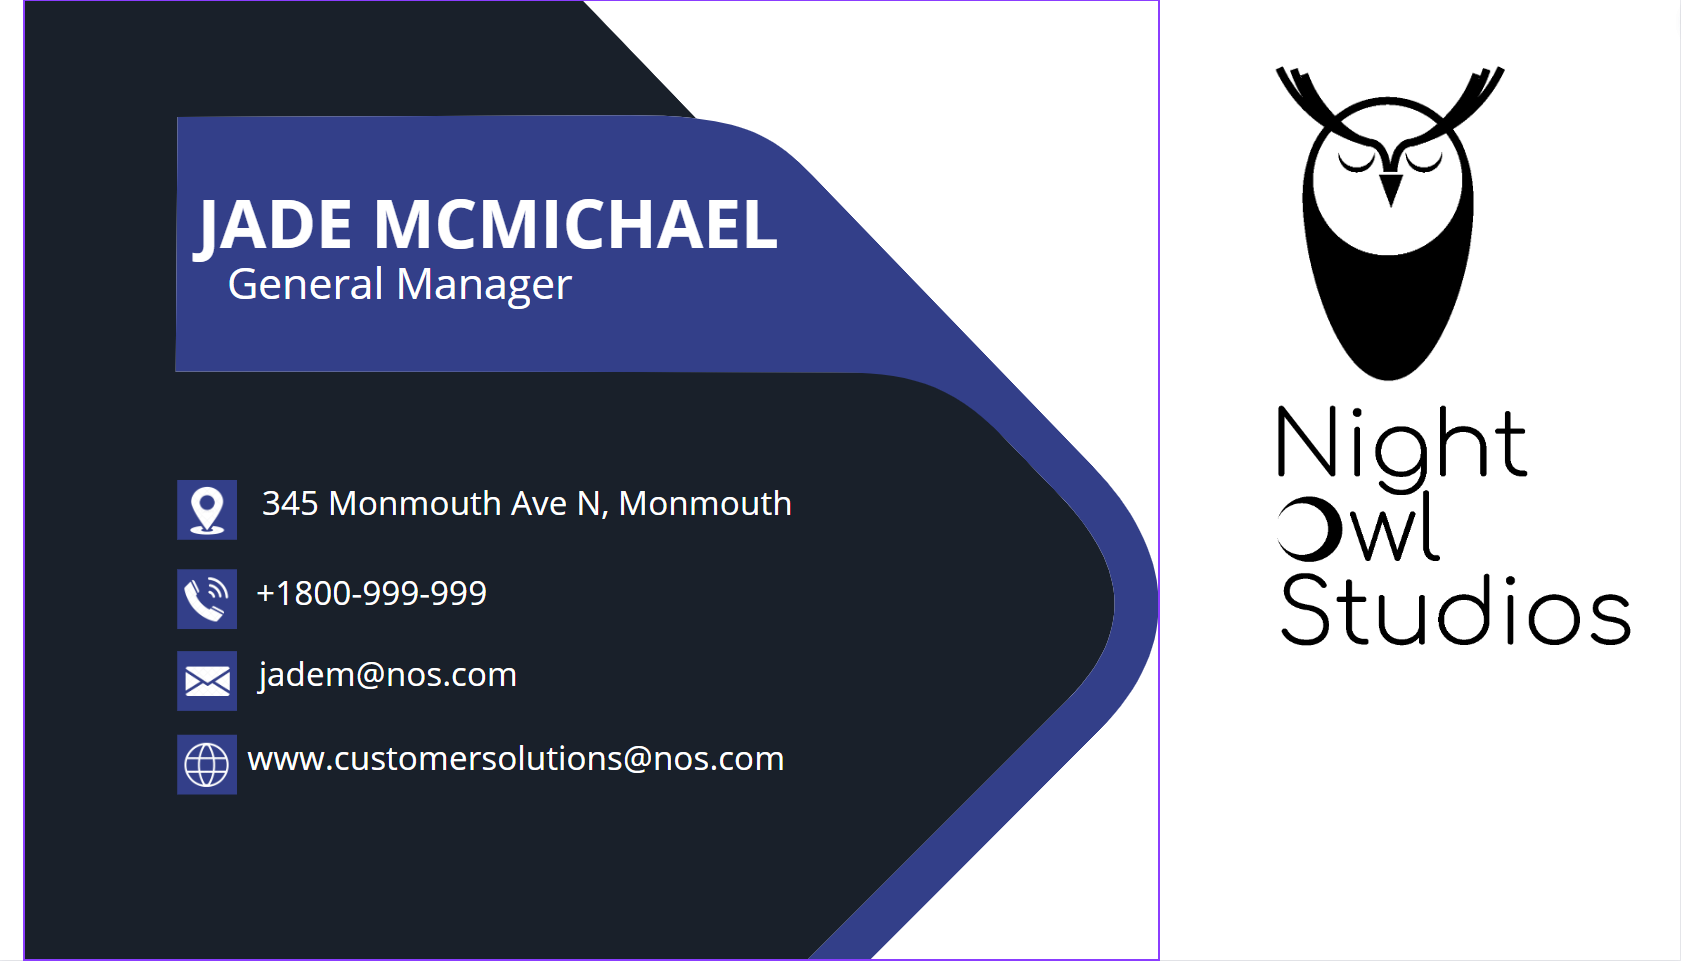 JADE MCMICHAEL
General Manager
345 Monmouth Ave N, Monmouth
+1800-999-999
jadem@nos.com
www.customersolutions@nos.com
Night
Owl
Studios